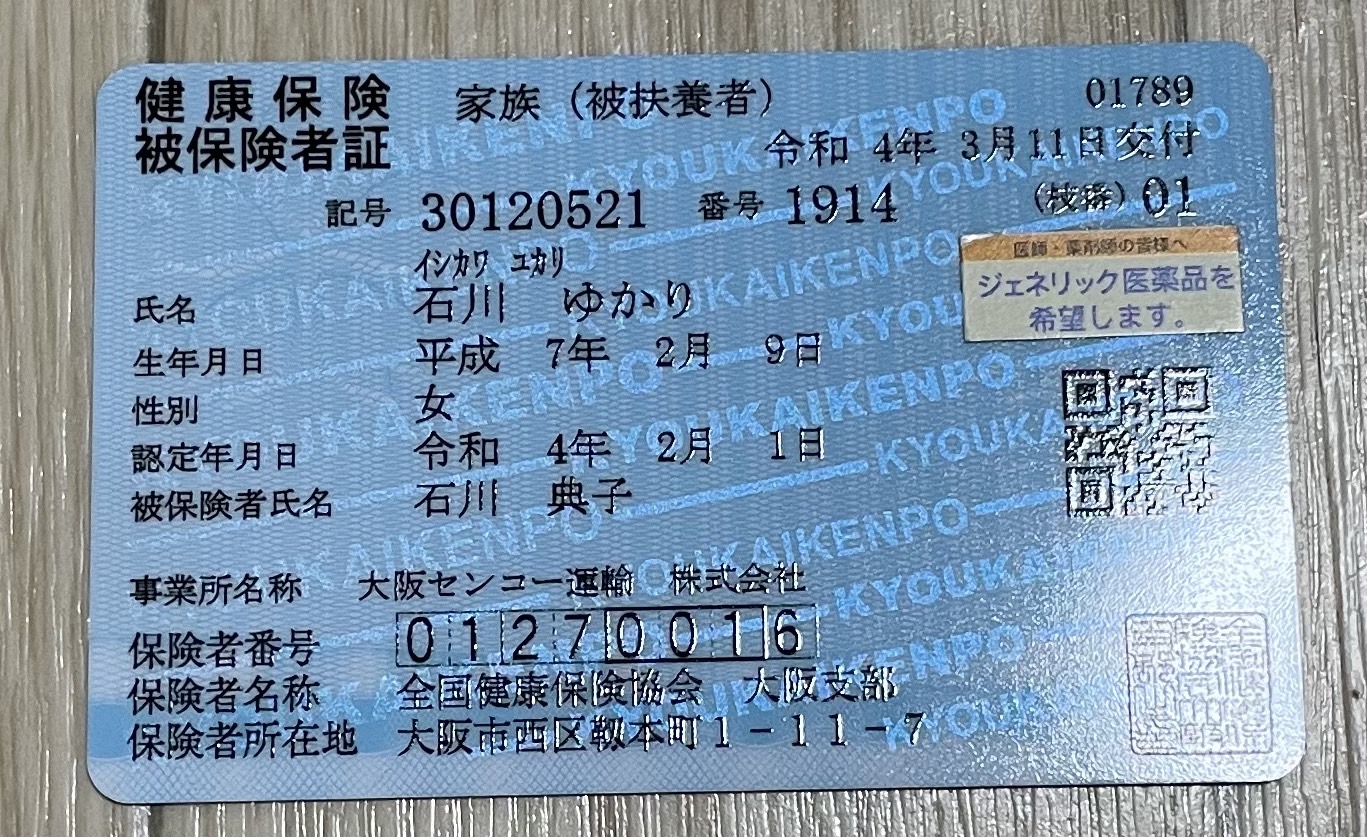 健康保険 家族（被扶養者） 01789
被保険者証 令和 4年 3月11日交付
記号 30120521 番号 1914 （枝番）01
医師・薬剤師の皆様へ
ジェネリック医薬品を
希望します。
ｲｼｶﾜ ﾕｶﾘ
氏名 石川 ゆかり
生年月日 平成 7年 2月 9日
性別 女
認定年月日 令和 4年 2月 1日
被保険者氏名 石川 典子
事業所名称 大阪センコー運輸 株式会社
保険者番号 01270016
保険者名称 全国健康保険協会 大阪支部
保険者所在地 大阪市西区靱本町1－11－7
KYOUKAIKENPO